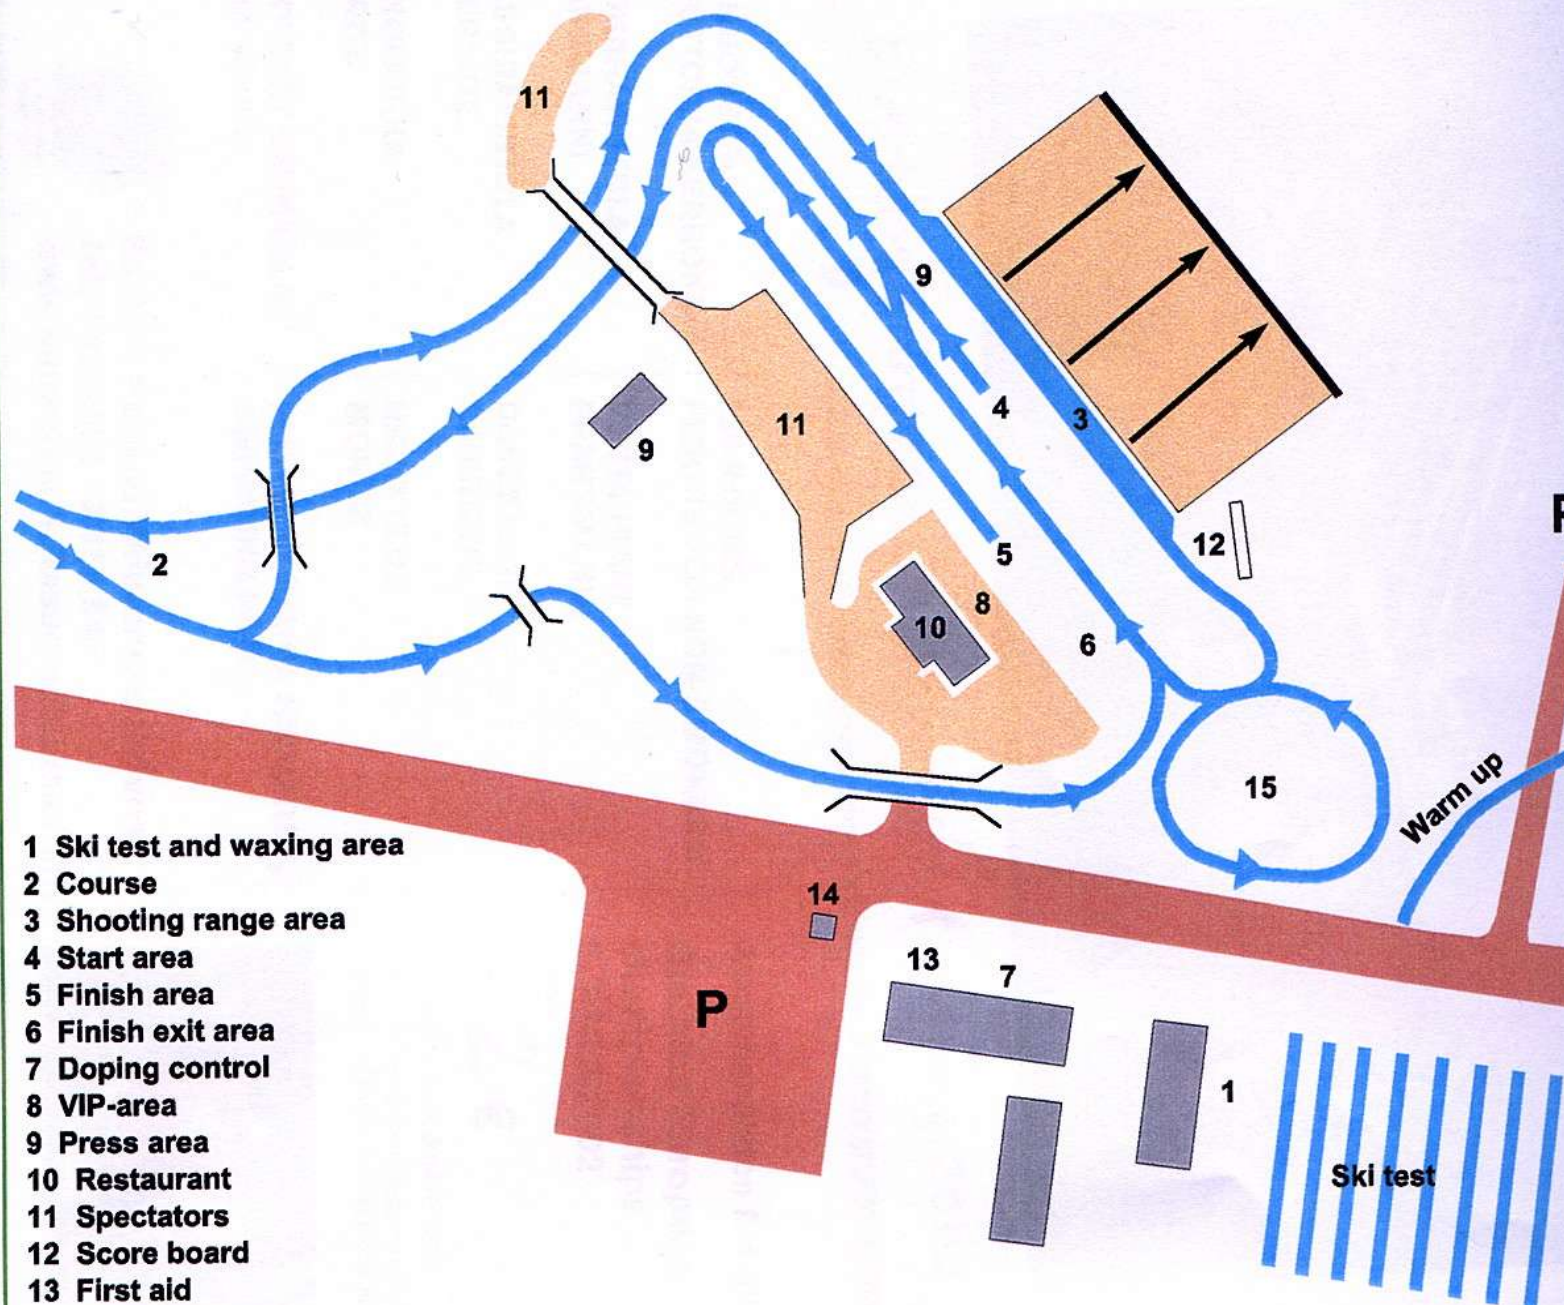 11
9
4
3
11
9
12
5
2
8
10
6
15
Warm up
14
13
7
P
1
Ski test
1 Ski test and waxing area
2 Course
3 Shooting range area
4 Start area
5 Finish area
6 Finish exit area
7 Doping control
8 VIP-area
9 Press area
10 Restaurant
11 Spectators
12 Score board
13 First aid